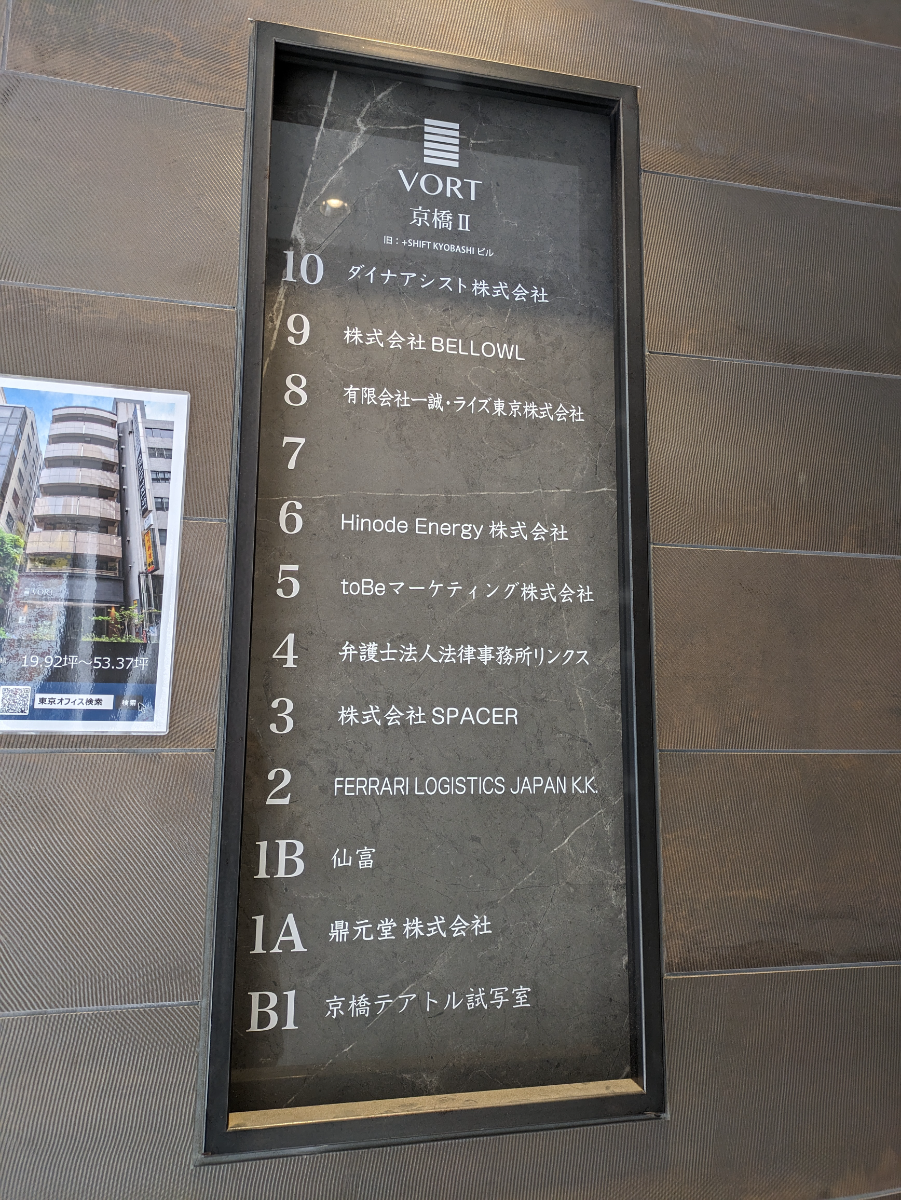 VORT
京橋Ⅱ
旧：+SHIFT KYOBASHI ビル
10 ダイナアシスト株式会社
9 株式会社 BELLOWL
8 有限会社一誠・ライズ東京株式会社
7
6 Hinode Energy 株式会社
5 toBeマーケティング株式会社
4 弁護士法人法律事務所リンクス
3 株式会社 SPACER
2 FERRARI LOGISTICS JAPAN K.K.
1B 仙富
1A 鼎元堂 株式会社
B1 京橋テアトル試写室
VORT
19.92坪～53.37坪
東京オフィス検索 検索